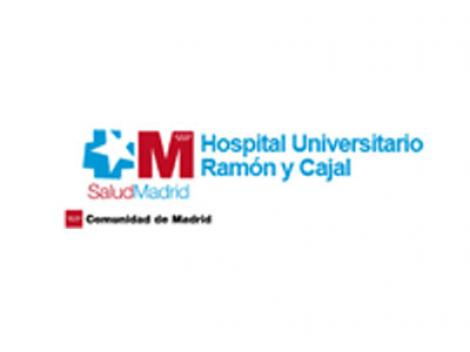 M Hospital Universitario
Ramón y Cajal
SaludMadrid
Comunidad de Madrid